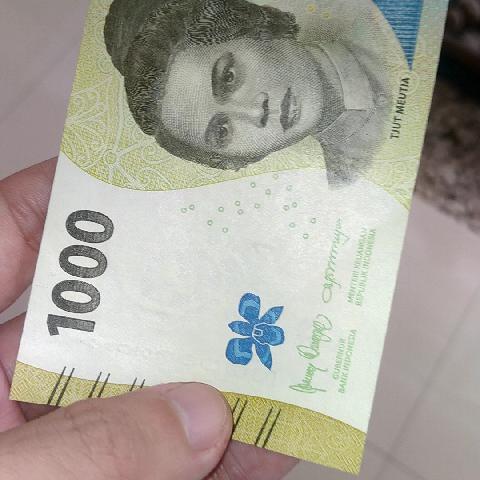 TJUT MEUTIA
1000
MENTERI KEUANGAN
REPUBLIK INDONESIA
GUBERNUR
BANK INDONESIA